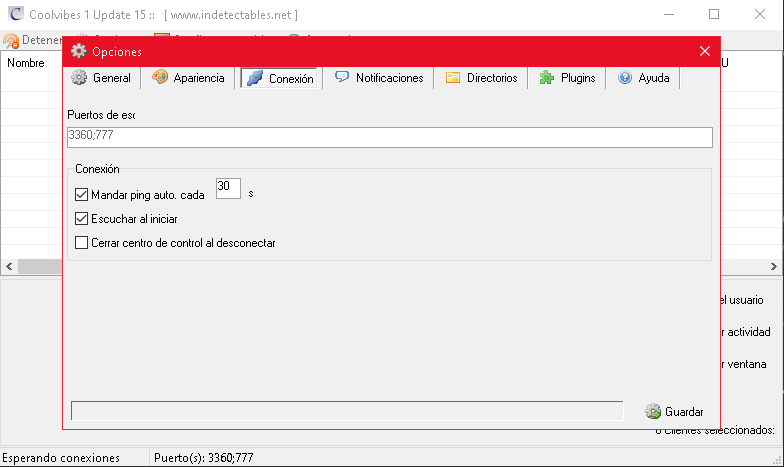 Coolvibes 1 Update 15 :: [ www.indetectables.net ]
Detener
Nombre
U
Opciones
General Apariencia Conexión Notificaciones Directorios Plugins Ayuda
Puertos de esc
3360;777
Conexión
Mandar ping auto. cada 30 s
Escuchar al iniciar
Cerrar centro de control al desconectar
el usuario
r actividad
r ventana
Guardar
0 Clientes seleccionados:
Esperando conexiones Puerto(s): 3360;777